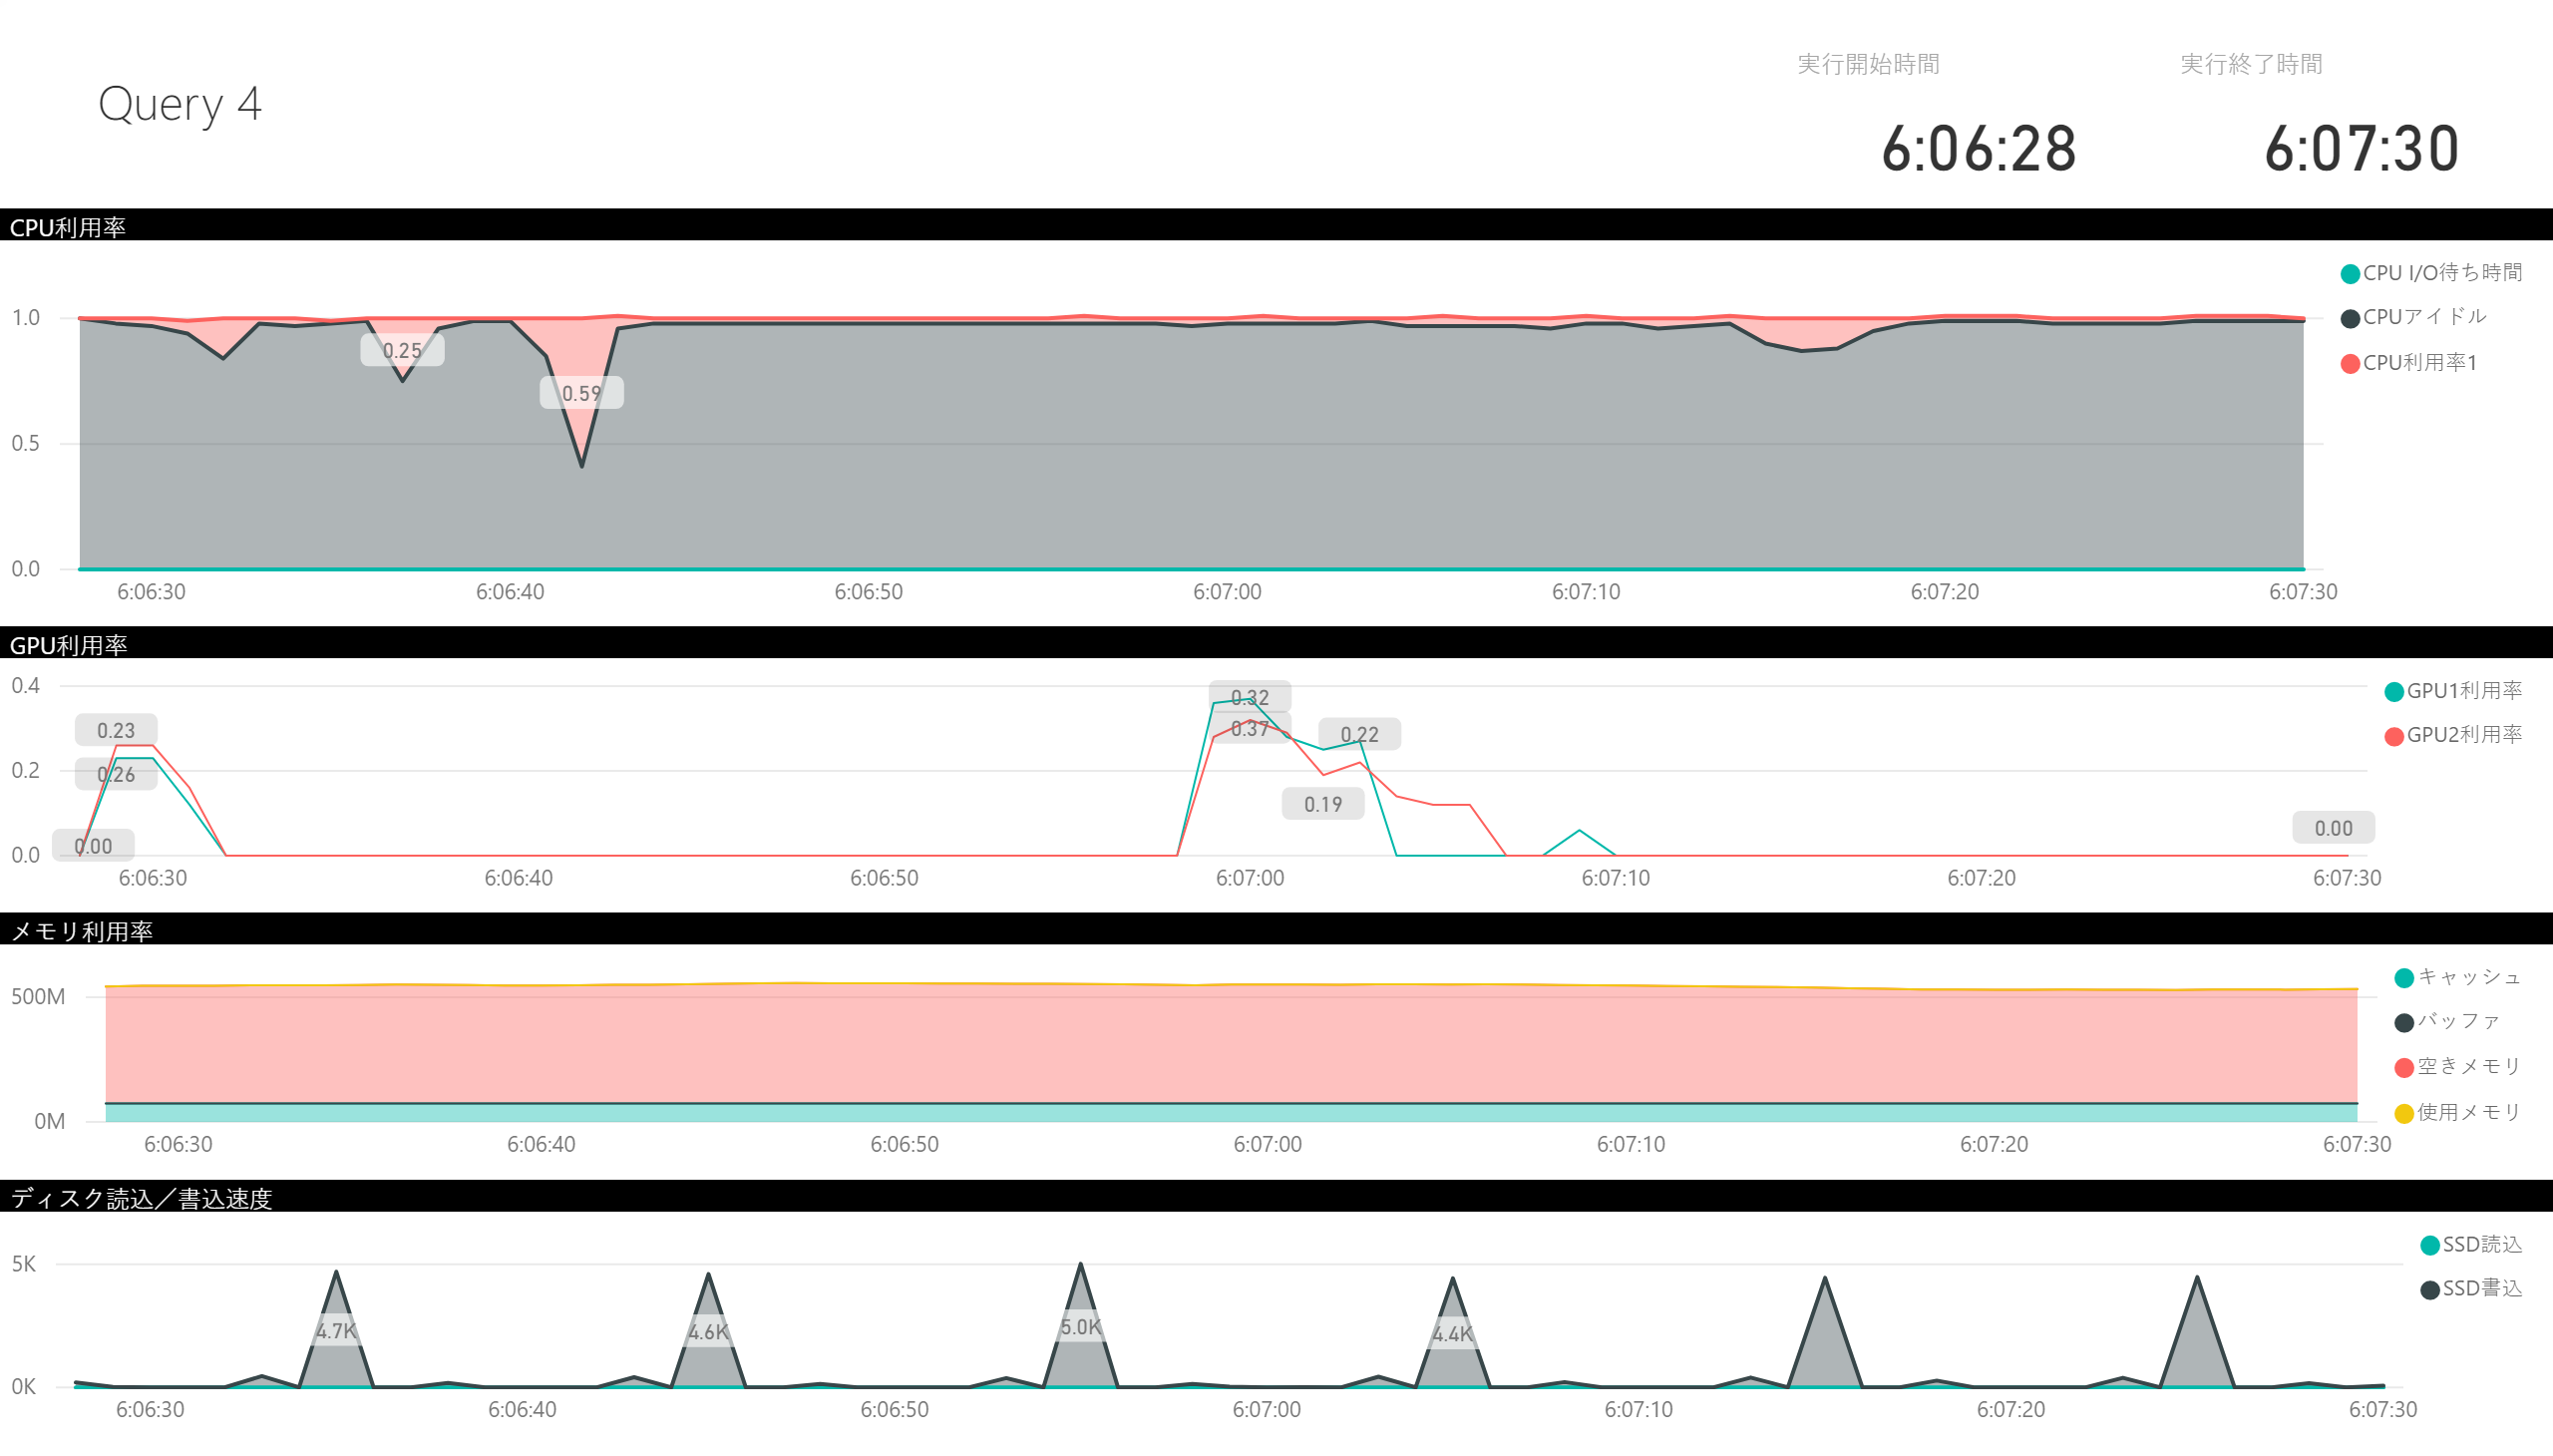 Query 4
実行開始時間
6:06:28
実行終了時間
6:07:30
CPU利用率
CPU I/O待ち時間
CPUアイドル
CPU利用率1
1.0
0.5
0.0
0.25
0.59
6:06:30 6:06:40 6:06:50 6:07:00 6:07:10 6:07:20 6:07:30
GPU利用率
GPU1利用率
GPU2利用率
0.4
0.2
0.0
0.23
0.26
0.00
0.32
0.37
0.22
0.19
0.00
6:06:30 6:06:40 6:06:50 6:07:00 6:07:10 6:07:20 6:07:30
メモリ利用率
キャッシュ
バッファ
空きメモリ
使用メモリ
500M
0M
6:06:30 6:06:40 6:06:50 6:07:00 6:07:10 6:07:20 6:07:30
ディスク読込／書込速度
SSD読込
SSD書込
5K
0K
4.7K 4.6K 5.0K 4.4K
6:06:30 6:06:40 6:06:50 6:07:00 6:07:10 6:07:20 6:07:30